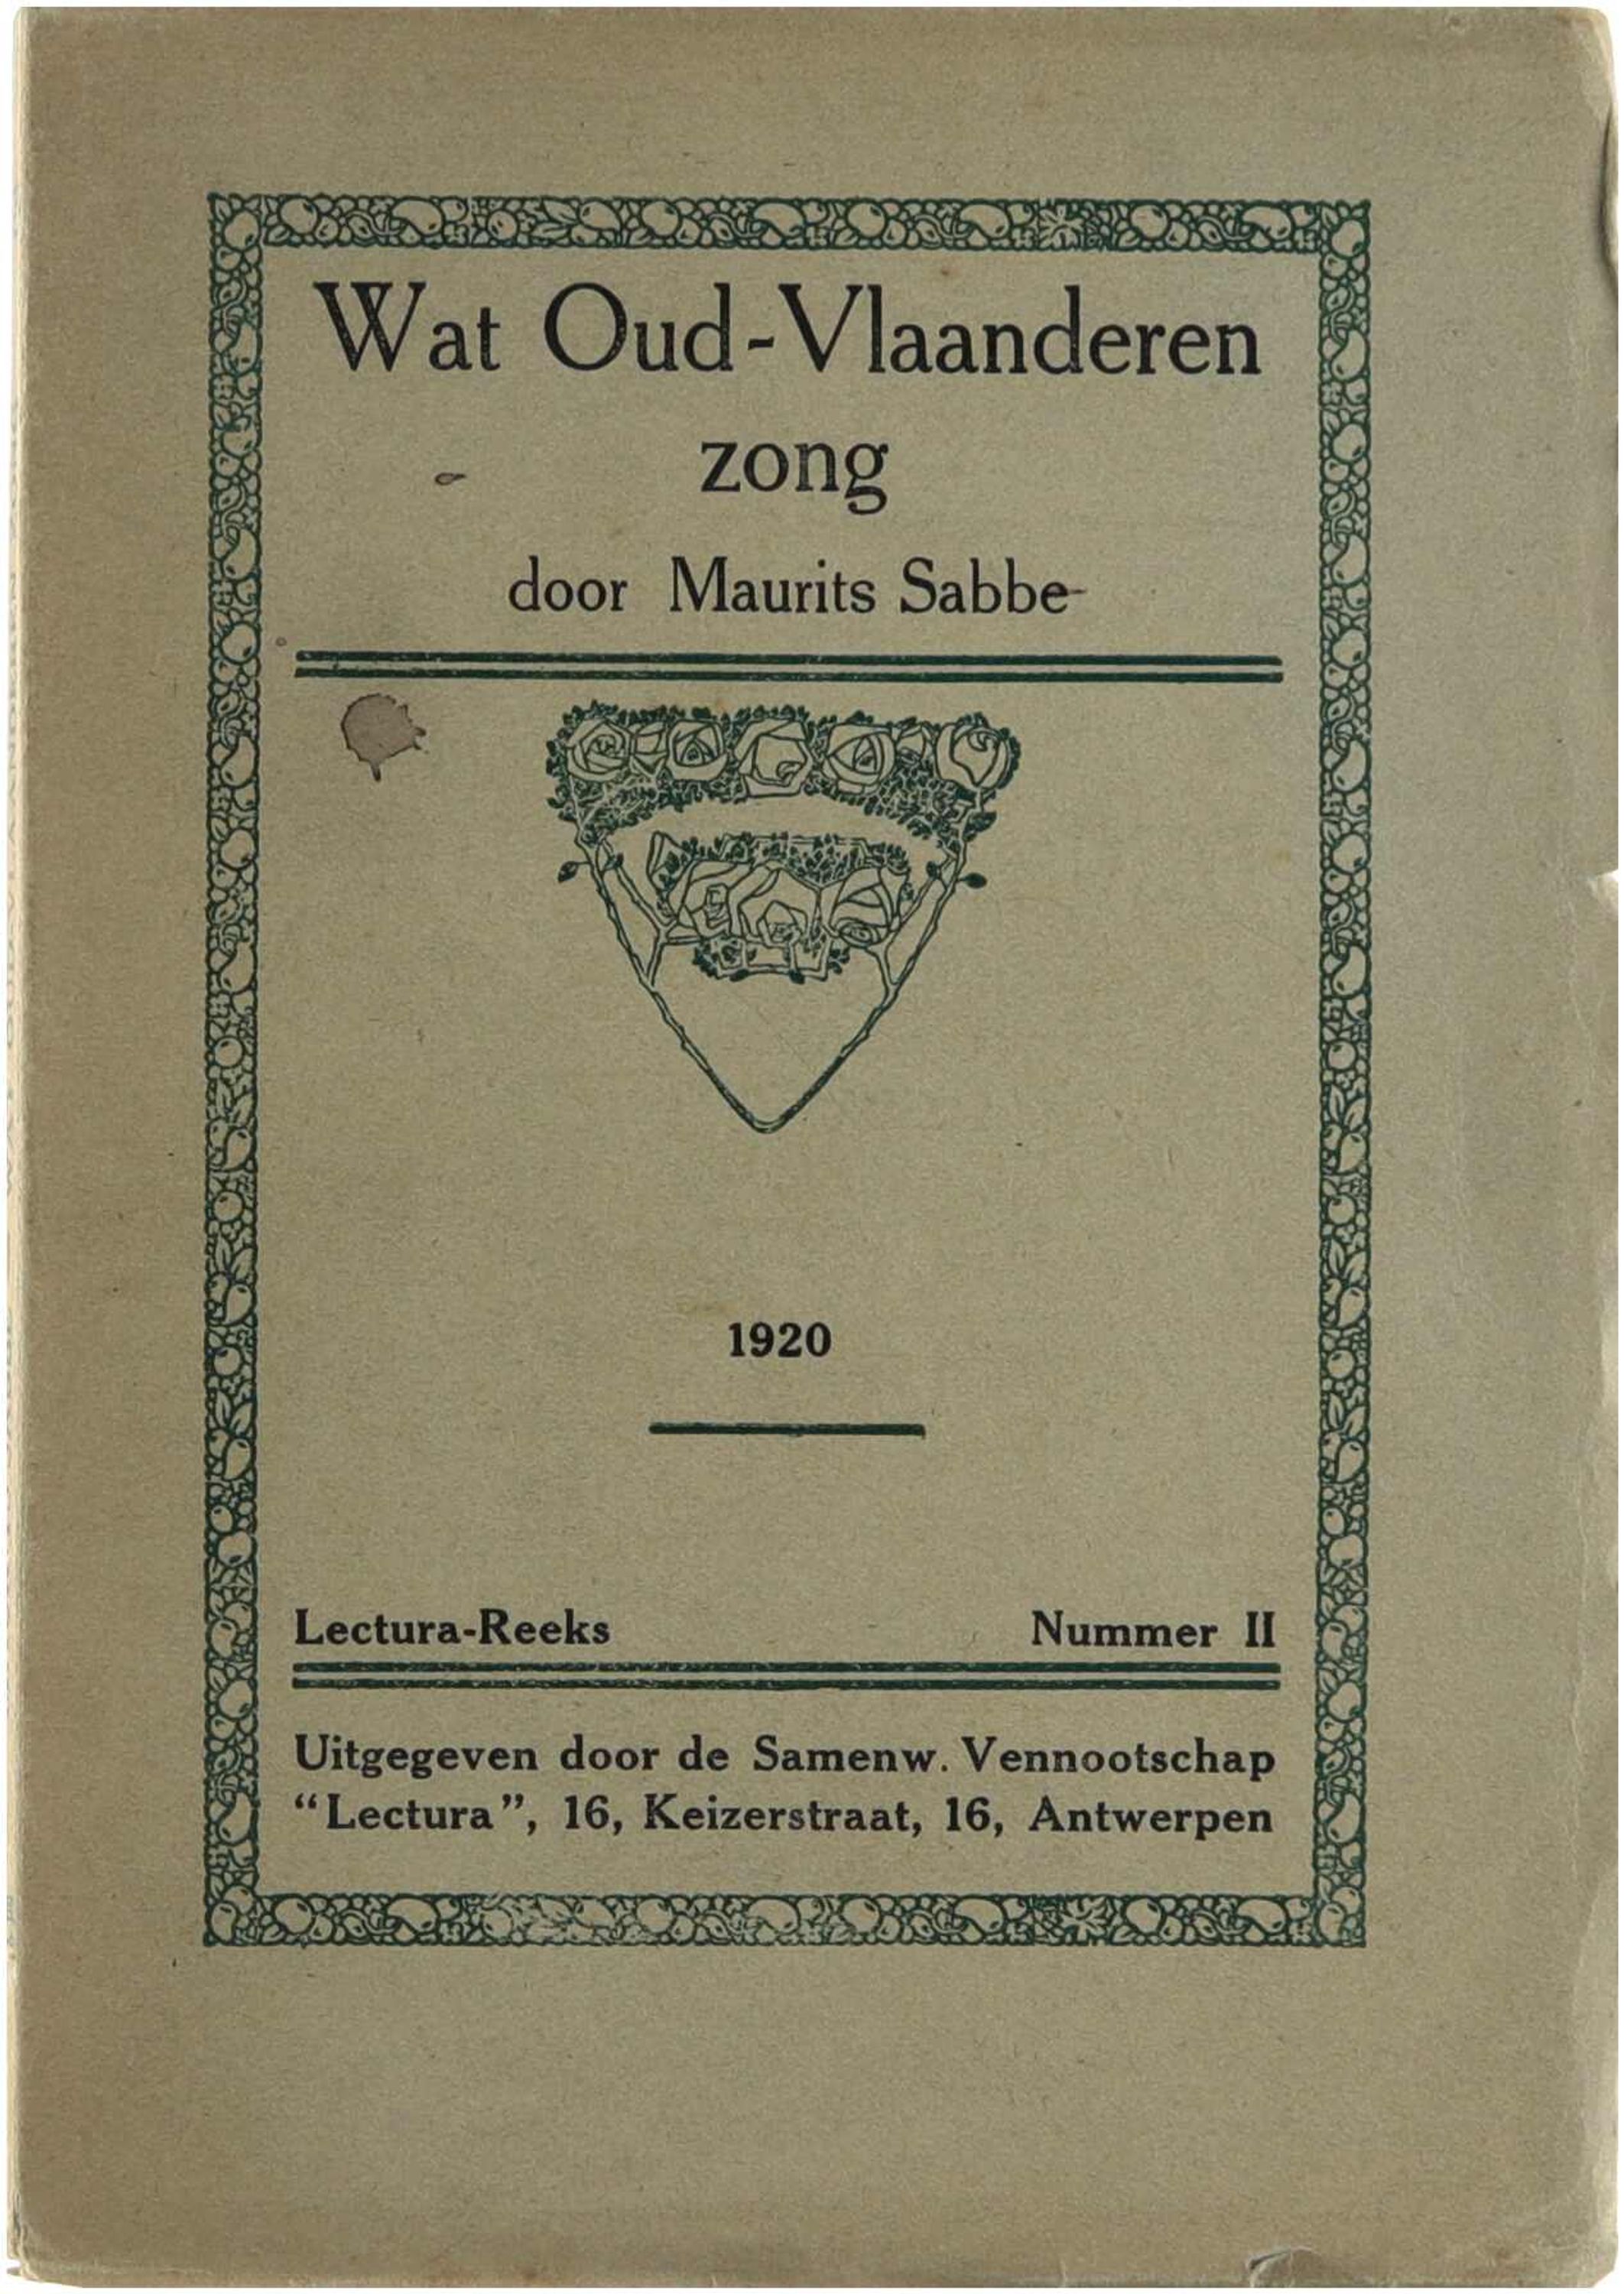 Wat Oud-Vlaanderen
zong
door Maurits Sabbe
1920
Lectura-Reeks Nummer II
Uitgegeven door de Samenw. Vennootschap
“Lectura”, 16, Keizerstraat, 16, Antwerpen